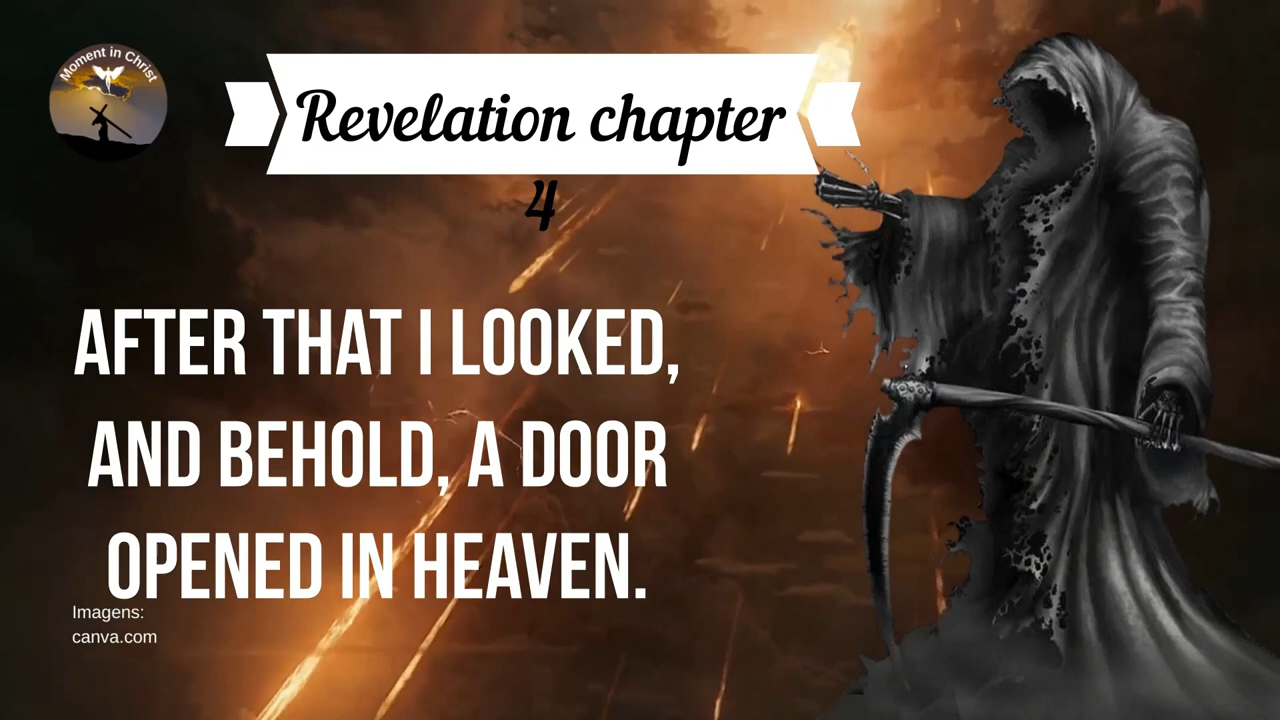 Moment in Christ
Revelation chapter
4
AFTER THAT I LOOKED,
AND BEHOLD, A DOOR
OPENED IN HEAVEN.
Imagens:
canva.com